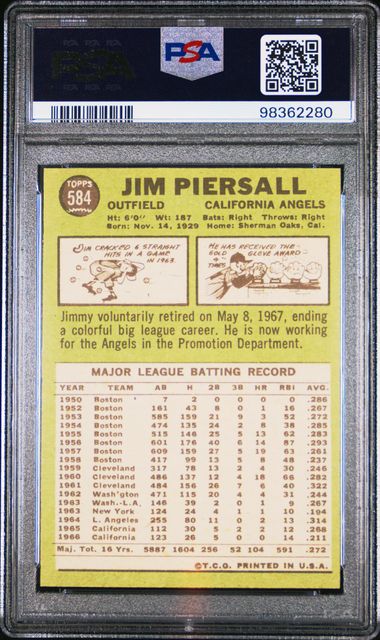 PSA
98362280
TOPPS
584
JIM PIERSALL
OUTFIELD CALIFORNIA ANGELS
Ht: 6'0" Wt: 187 Bats: Right Throws: Right
Born: Nov. 14, 1929 Home: Sherman Oaks, Cal.
JIM CRACKED 6 STRAIGHT
HITS IN A GAME
IN 1953.
HE HAS RECEIVED THE
GOLD GLOVE AWARD—
TIMES
Jimmy voluntarily retired on May 8, 1967, ending
a colorful big league career. He is now working
for the Angels in the Promotion Department.
MAJOR LEAGUE BATTING RECORD
YEAR TEAM AB H 2B 3B HR RBI AVG.
1950 Boston 7 2 0 0 0 0 .286
1952 Boston 161 43 8 0 1 16 .267
1953 Boston 585 159 21 9 3 52 .272
1954 Boston 474 135 24 2 8 38 .285
1955 Boston 515 146 25 5 13 62 .283
1956 Boston 601 176 40 6 14 87 .293
1957 Boston 609 159 27 5 19 63 .261
1958 Boston 417 99 13 5 8 48 .237
1959 Cleveland 317 78 13 2 4 30 .246
1960 Cleveland 486 137 12 4 18 66 .282
1961 Cleveland 484 156 26 7 6 40 .322
1962 Wash'gton 471 115 20 4 4 31 .244
1963 Wash.-L.A. 146 39 2 0 1 9 .267
1963 New York 124 24 4 1 1 10 .194
1964 L. Angeles 255 80 11 0 2 13 .314
1965 California 112 30 5 2 2 12 .268
1966 California 123 26 5 0 0 14 .211
Maj. Tot. 16 Yrs. 5887 1604 256 52 104 591 .272
©T.C.G. PRINTED IN U.S.A.